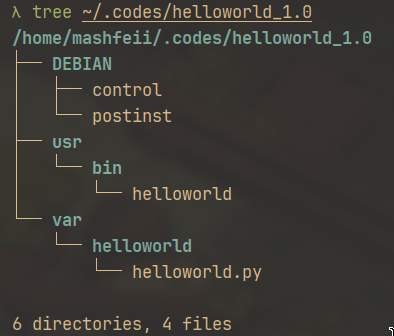 λ tree ~/.codes/helloworld_1.0
/home/mashfeii/.codes/helloworld_1.0
├── DEBIAN
│   ├── control
│   └── postinst
├── usr
│   └── bin
│       └── helloworld
└── var
    └── helloworld
        └── helloworld.py

6 directories, 4 files